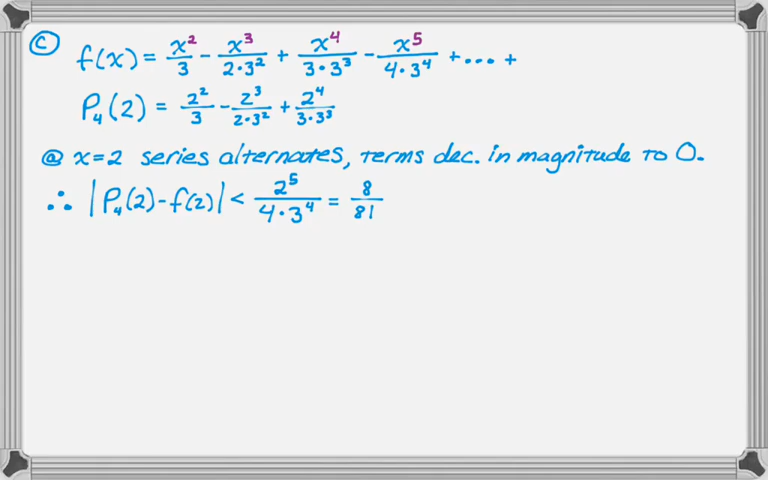 (C) f(x) = x²/3 - x³/(2·3²) + x⁴/(3·3³) - x⁵/(4·3⁴) + ... +
P₄(2) = 2²/3 - 2³/(2·3²) + 2⁴/(3·3³)
@ x=2 series alternates, terms dec. in magnitude to 0.
∴ |P₄(2) - f(2)| < 2⁵/(4·3⁴) = 8/81